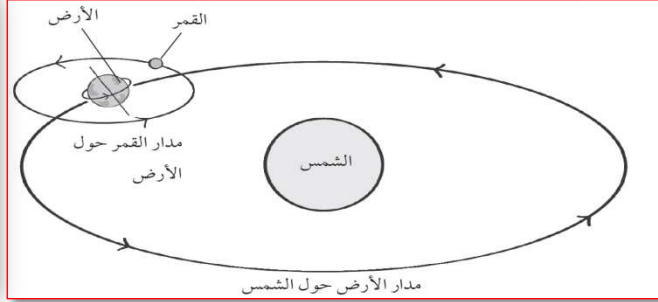 الأرض
القمر
مدار القمر حول
الأرض
الشمس
مدار الأرض حول الشمس